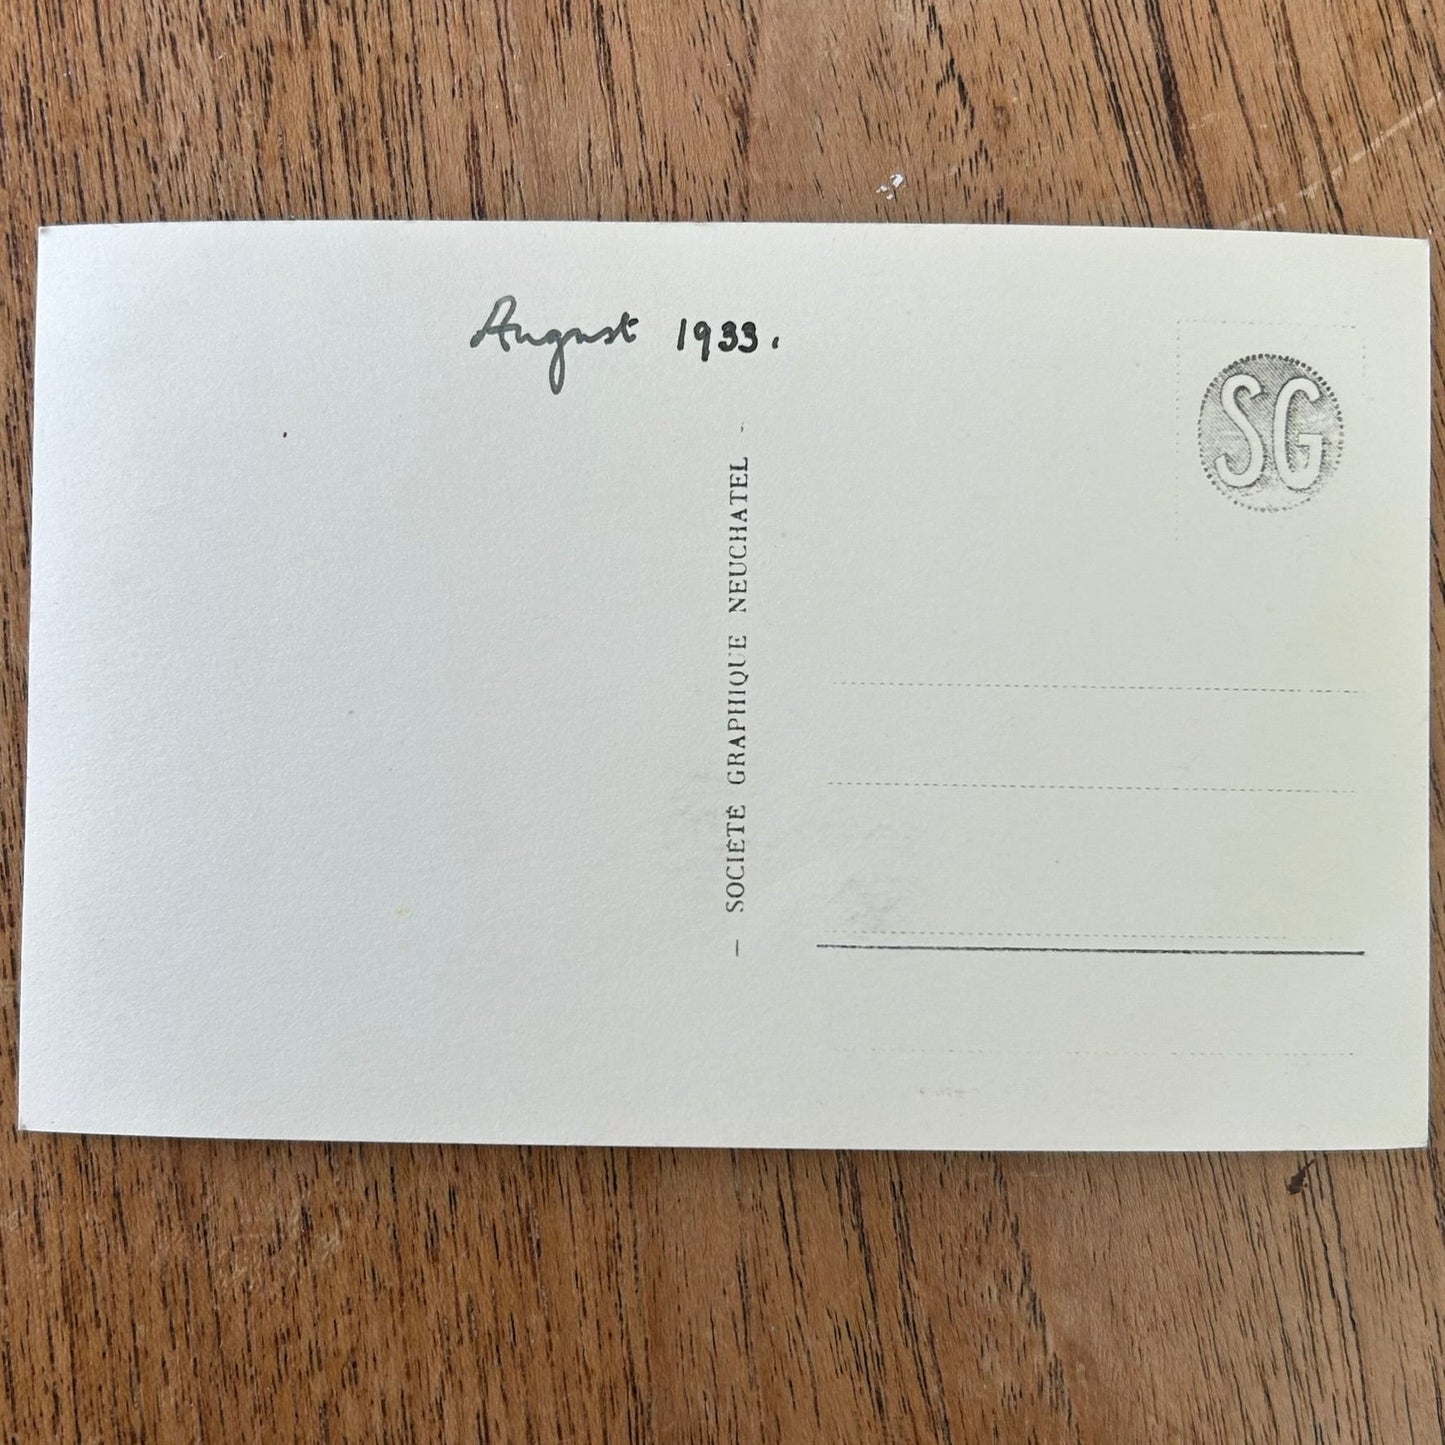 August 1933.
SG
– SOCIÉTÉ GRAPHIQUE NEUCHATEL -